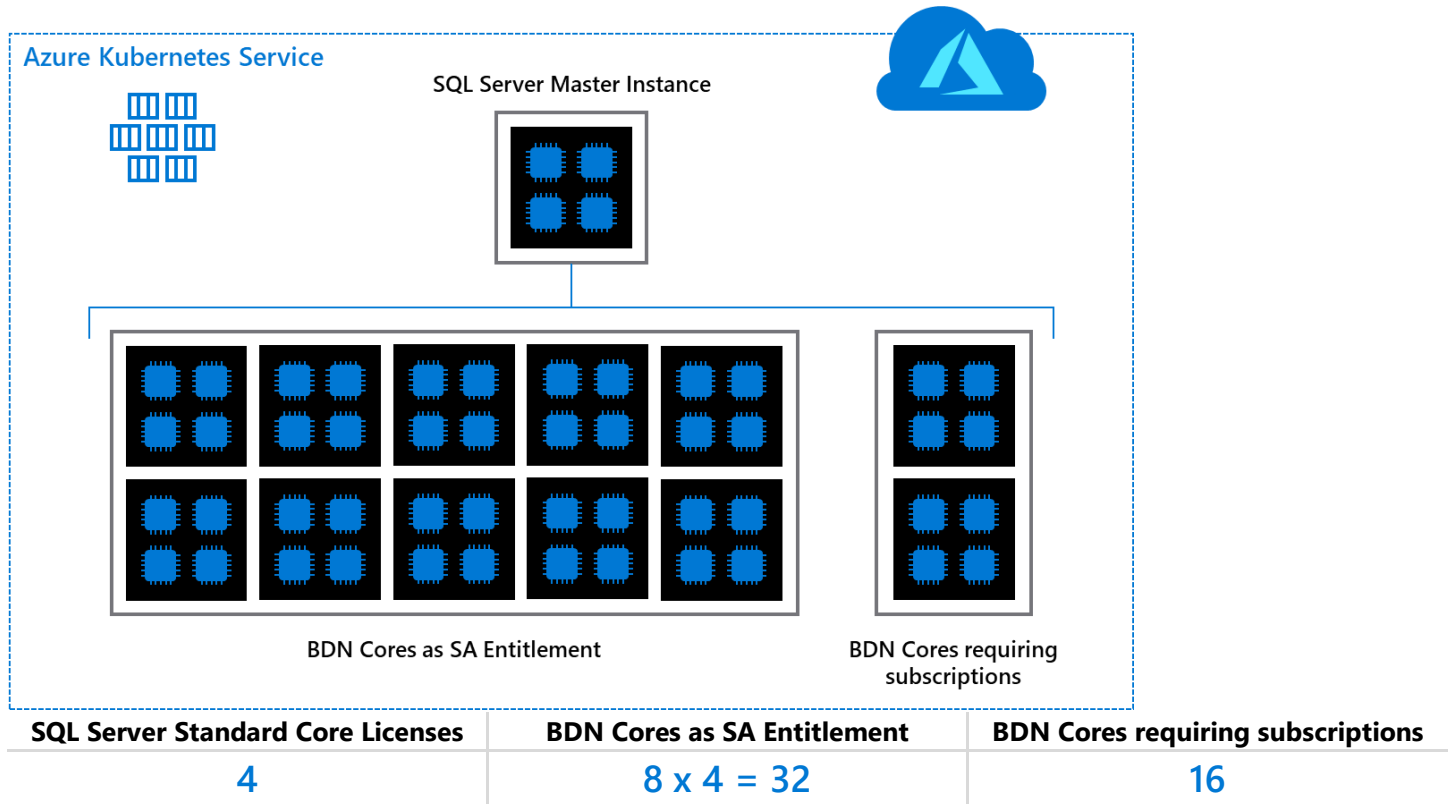 Azure Kubernetes Service
SQL Server Master Instance
BDN Cores as SA Entitlement
BDN Cores requiring
subscriptions
SQL Server Standard Core Licenses
BDN Cores as SA Entitlement
BDN Cores requiring subscriptions
4
8 x 4 = 32
16